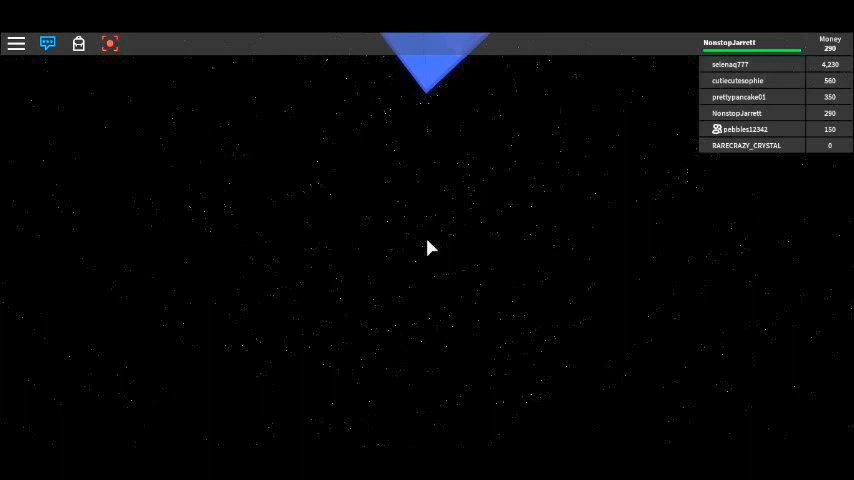 NonstopJarrett Money
290
selenaq777 4,230
cutiecutesophie 560
prettypancake01 350
NonstopJarrett 290
pebbles12342 150
RARECRAZY_CRYSTAL 0